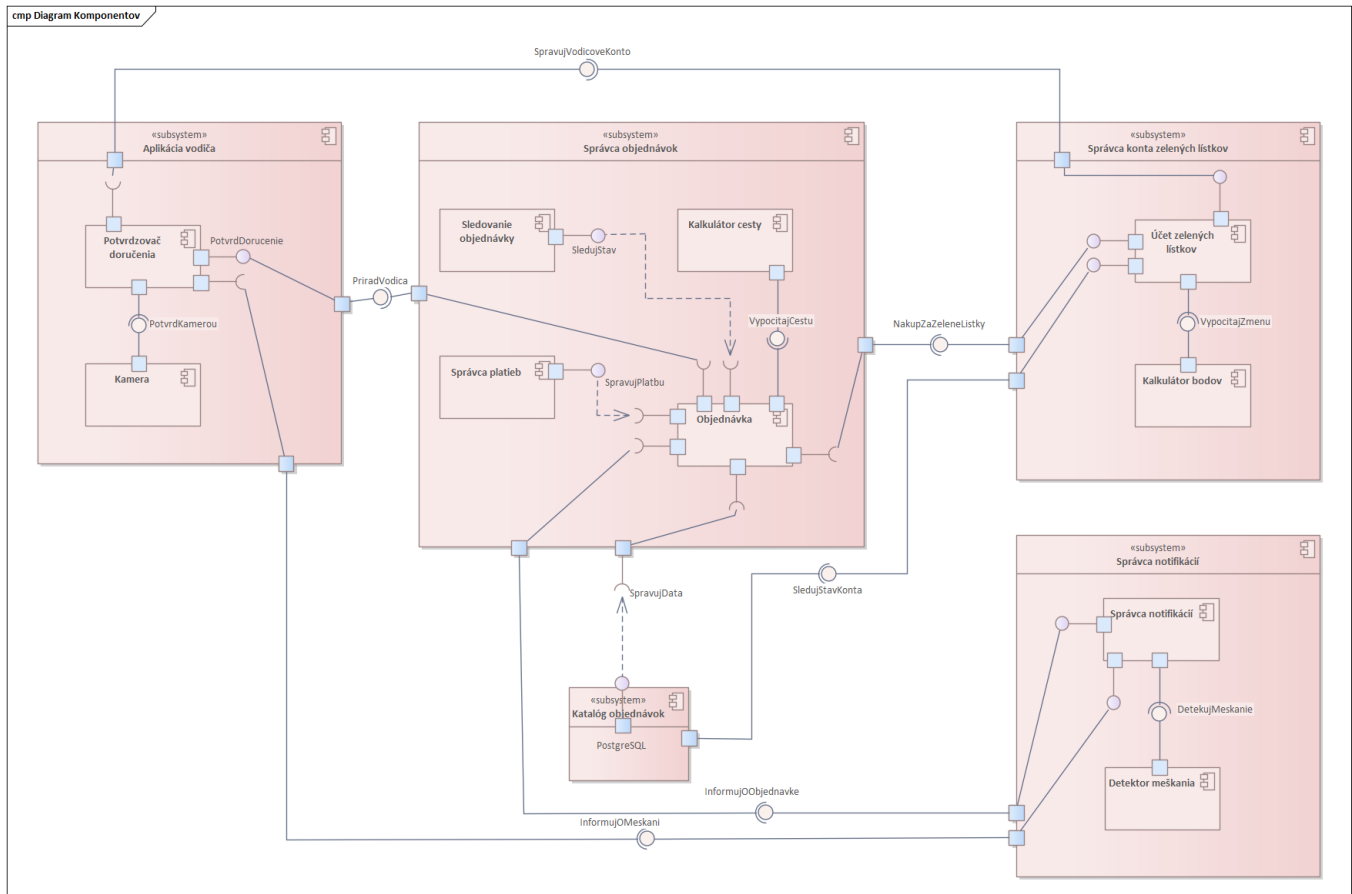 cmp Diagram Komponentov
SpravujVodicoveKonto
«subsystem»
Aplikácia vodiča
Potvrdzovač
doručenia
PotvrdDorucenie
PotvrdKamerou
Kamera
PriradVodica
«subsystem»
Správca objednávok
Sledovanie
objednávky
SledujStav
Kalkulátor cesty
VypocitajCestu
Správca platieb
SpravujPlatbu
Objednávka
NakupZaZeleneListky
«subsystem»
Správca konta zelených lístkov
Účet zelených
lístkov
VypocitajZmenu
Kalkulátor bodov
SledujStavKonta
SpravujData
«subsystem»
Katalóg objednávok
PostgreSQL
«subsystem»
Správca notifikácií
Správca notifikácií
DetekujMeskanie
Detektor meškania
InformujOObjednavke
InformujOMeskani